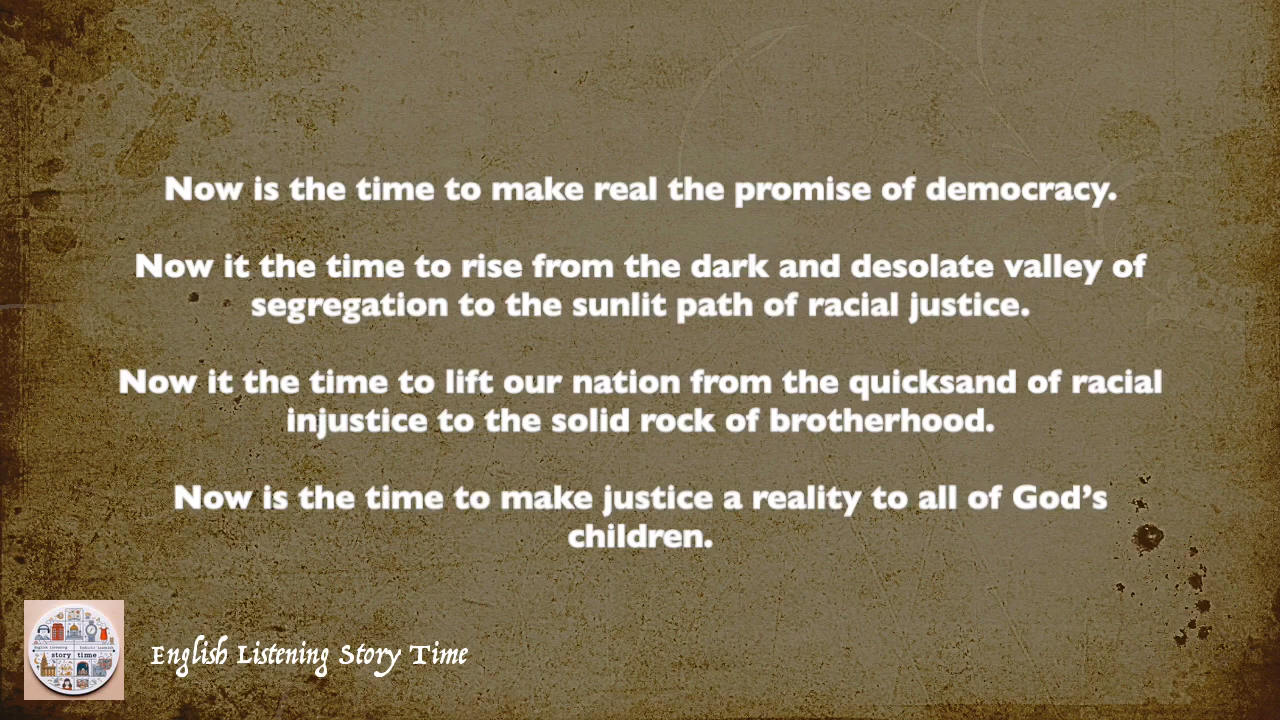 Now is the time to make real the promise of democracy.
Now it the time to rise from the dark and desolate valley of
segregation to the sunlit path of racial justice.
Now it the time to lift our nation from the quicksand of racial
injustice to the solid rock of brotherhood.
Now is the time to make justice a reality to all of God’s
children.
story time
English Listening Story Time